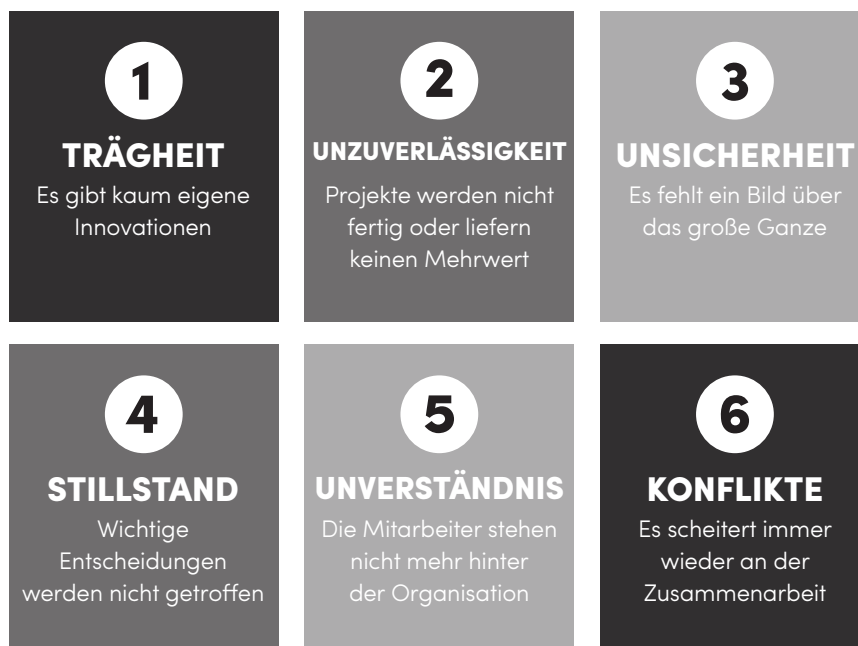 1
TRÄGHEIT
Es gibt kaum eigene
Innovationen
2
UNZUVERLÄSSIGKEIT
Projekte werden nicht
fertig oder liefern
keinen Mehrwert
3
UNSICHERHEIT
Es fehlt ein Bild über
das große Ganze
4
STILLSTAND
Wichtige
Entscheidungen
werden nicht getroffen
5
UNVERSTÄNDNIS
Die Mitarbeiter stehen
nicht mehr hinter
der Organisation
6
KONFLIKTE
Es scheitert immer
wieder an der
Zusammenarbeit